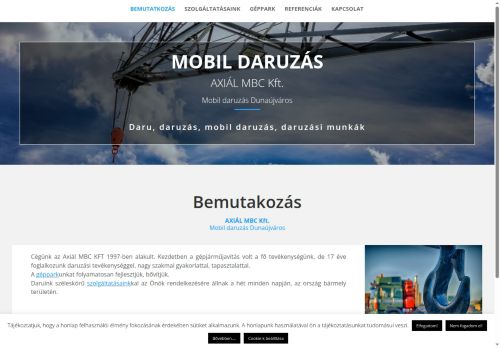 BEMUTATKOZÁS SZOLGÁLTATÁSAINK GÉPPARK REFERENCIÁK KAPCSOLAT
MOBIL DARUZÁS
AXIÁL MBC Kft.
Mobil daruzás Dunaújváros
Daru, daruzás, mobil daruzás, daruzási munkák
Bemutakozás
AXIÁL MBC Kft.
Mobil daruzás Dunaújváros
Cégünk az Axiál MBC KFT 1997-ben alakult. Kezdetben a gépjárműjavítás volt a fő tevékenységünk, de 17 éve
foglalkozunk daruzási tevékenységgel, nagy szakmai gyakorlattal, tapasztalattal.
A géppark­unkat folyamatosan fejlesztjük, bővítjük.
Daruink széleskörű szolgáltatásainkkal az Önök rendelkezésére állnak a hét minden napján, az ország bármely
területén.
Tájékoztatjuk, hogy a honlap felhasználói élmény fokozásának érdekében sütiket alkalmazunk. A honlapunk használatával ön a tájékoztatásunkat tudomásul veszi. Elfogadom! Nem fogadom el!
Bővebben... Cookie-k beállítása